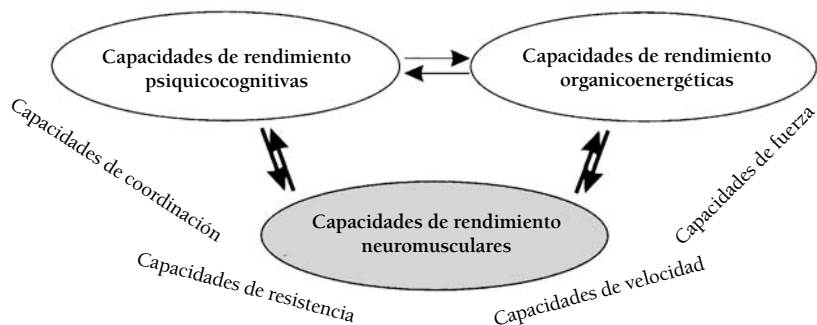 Capacidades de rendimiento
psiquicocognitivas
Capacidades de rendimiento
organicoenergéticas
Capacidades de coordinación
Capacidades de fuerza
Capacidades de rendimiento
neuromusculares
Capacidades de resistencia
Capacidades de velocidad